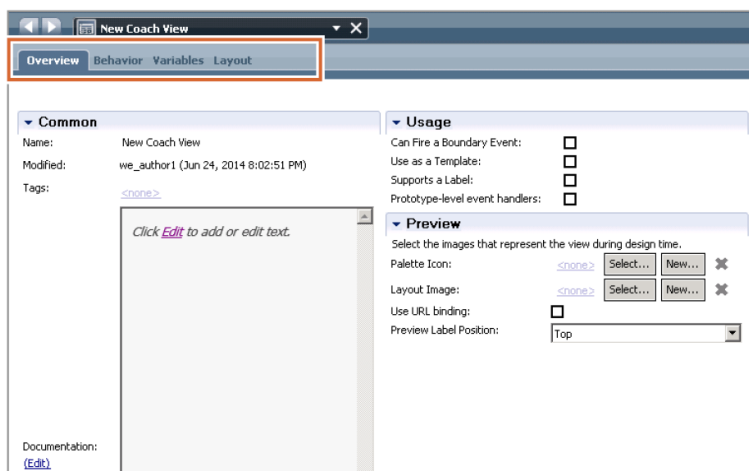 New Coach View
Overview Behavior Variables Layout
Common
Name: New Coach View
Modified: we_author1 (Jun 24, 2014 8:02:51 PM)
Tags: <none>
Click Edit to add or edit text.
Documentation:
(Edit)
Usage
Can Fire a Boundary Event:
Use as a Template:
Supports a Label:
Prototype-level event handlers:
Preview
Select the images that represent the view during design time.
Palette Icon: <none> Select... New...
Layout Image: <none> Select... New...
Use URL binding:
Preview Label Position: Top